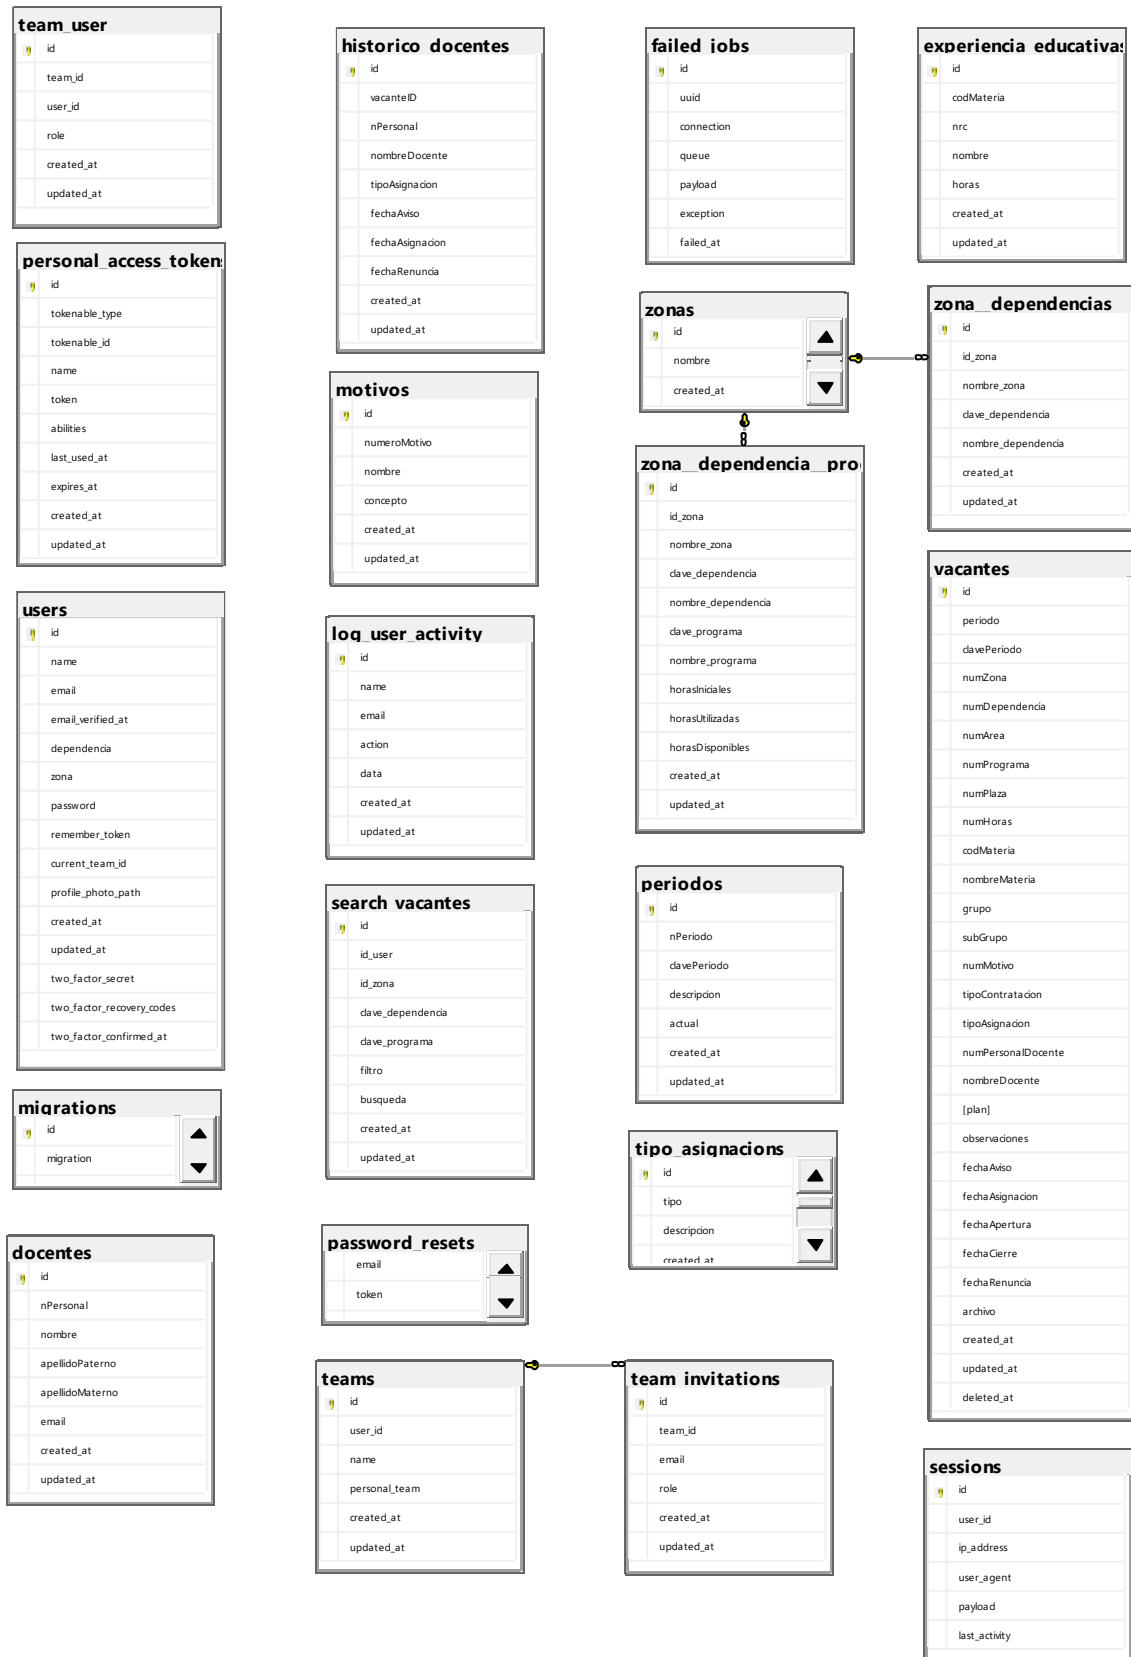 team_user
id
team_id
user_id
role
created_at
updated_at
personal_access_tokens
id
tokenable_type
tokenable_id
name
token
abilities
last_used_at
expires_at
created_at
updated_at
users
id
name
email
email_verified_at
dependencia
zona
password
remember_token
current_team_id
profile_photo_path
created_at
updated_at
two_factor_secret
two_factor_recovery_codes
two_factor_confirmed_at
migrations
id
migration
docentes
id
nPersonal
nombre
apellidoPaterno
apellidoMaterno
email
created_at
updated_at
historico_docentes
id
vacanteID
nPersonal
nombreDocente
tipoAsignacion
fechaAviso
fechaAsignacion
fechaRenuncia
created_at
updated_at
motivos
id
numeroMotivo
nombre
concepto
created_at
updated_at
log_user_activity
id
name
email
action
data
created_at
updated_at
search_vacantes
id
id_user
id_zona
clave_dependencia
clave_programa
filtro
busqueda
created_at
updated_at
password_resets
email
token
teams
id
user_id
name
personal_team
created_at
updated_at
failed_jobs
id
uuid
connection
queue
payload
exception
failed_at
zonas
id
nombre
created_at
zona__dependencia__pro
id
id_zona
nombre_zona
clave_dependencia
nombre_dependencia
clave_programa
nombre_programa
horasIniciales
horasUtilizadas
horasDisponibles
created_at
updated_at
periodos
id
nPeriodo
clavePeriodo
descripcion
actual
created_at
updated_at
tipo_asignacions
id
tipo
descripcion
created_at
team_invitations
id
team_id
email
role
created_at
updated_at
experiencia_educativas
id
codMateria
nrc
nombre
horas
created_at
updated_at
zona__dependencias
id
id_zona
nombre_zona
clave_dependencia
nombre_dependencia
created_at
updated_at
vacantes
id
periodo
clavePeriodo
numZona
numDependencia
numArea
numPrograma
numPlaza
numHoras
codMateria
nombreMateria
grupo
subGrupo
numMotivo
tipoContratacion
tipoAsignacion
numPersonalDocente
nombreDocente
[plan]
observaciones
fechaAviso
fechaAsignacion
fechaApertura
fechaCierre
fechaRenuncia
archivo
created_at
updated_at
deleted_at
sessions
id
user_id
ip_address
user_agent
payload
last_activity